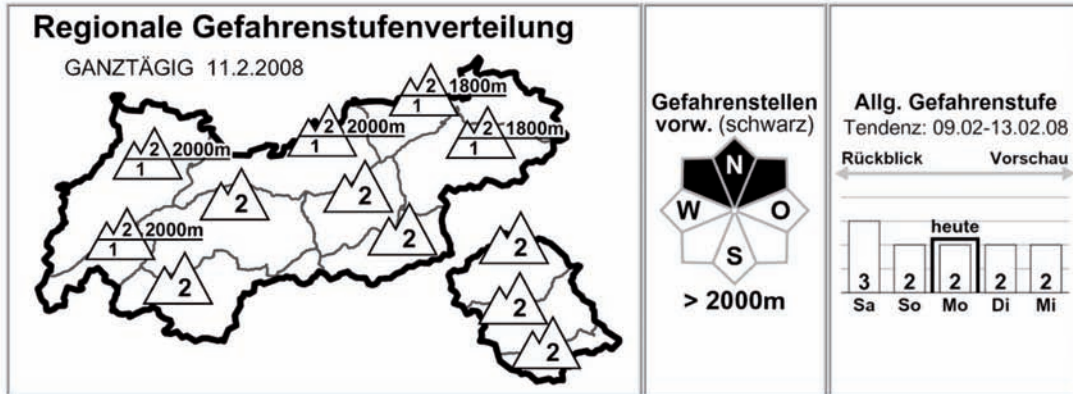 Regionale Gefahrenstufenverteilung
GANZTÄGIG 11.2.2008
2 1800m
1
2 2000m
1
2 1800m
1
2 2000m
1
2
2
2 2000m
1
2
2
2
2
2
Gefahrenstellen
vorw. (schwarz)
N
W O
S
> 2000m
Allg. Gefahrenstufe
Tendenz: 09.02-13.02.08
Rückblick Vorschau
heute
3 2 2 2 2
Sa So Mo Di Mi